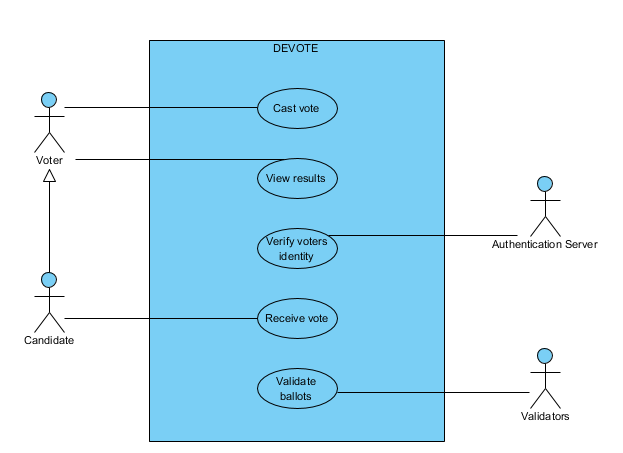 DEVOTE
Cast vote
Voter
View results
Verify voters
identity
Authentication Server
Receive vote
Candidate
Validate
ballots
Validators